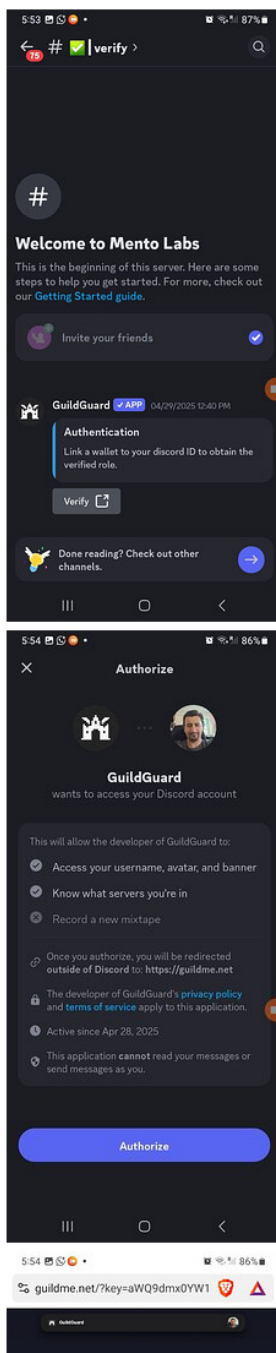 5:53 87%
75 # ✅ | verify >
#
Welcome to Mento Labs
This is the beginning of this server. Here are some
steps to help you get started. For more, check out
our Getting Started guide.
Invite your friends
GuildGuard ✓ APP 04/29/2025 12:40 PM
Authentication
Link a wallet to your discord ID to obtain the
verified role.
Verify
Done reading? Check out other
channels.
5:54 86%
Authorize
GuildGuard
wants to access your Discord account
This will allow the developer of GuildGuard to:
Access your username, avatar, and banner
Know what servers you're in
Record a new mixtape
Once you authorize, you will be redirected
outside of Discord to: https://guildme.net
The developer of GuildGuard's privacy policy
and terms of service apply to this application.
Active since Apr 28, 2025
This application cannot read your messages or
send messages as you.
Authorize
5:54 86%
guildme.net/?key=aWQ9dmx0YW1
GuildGuard